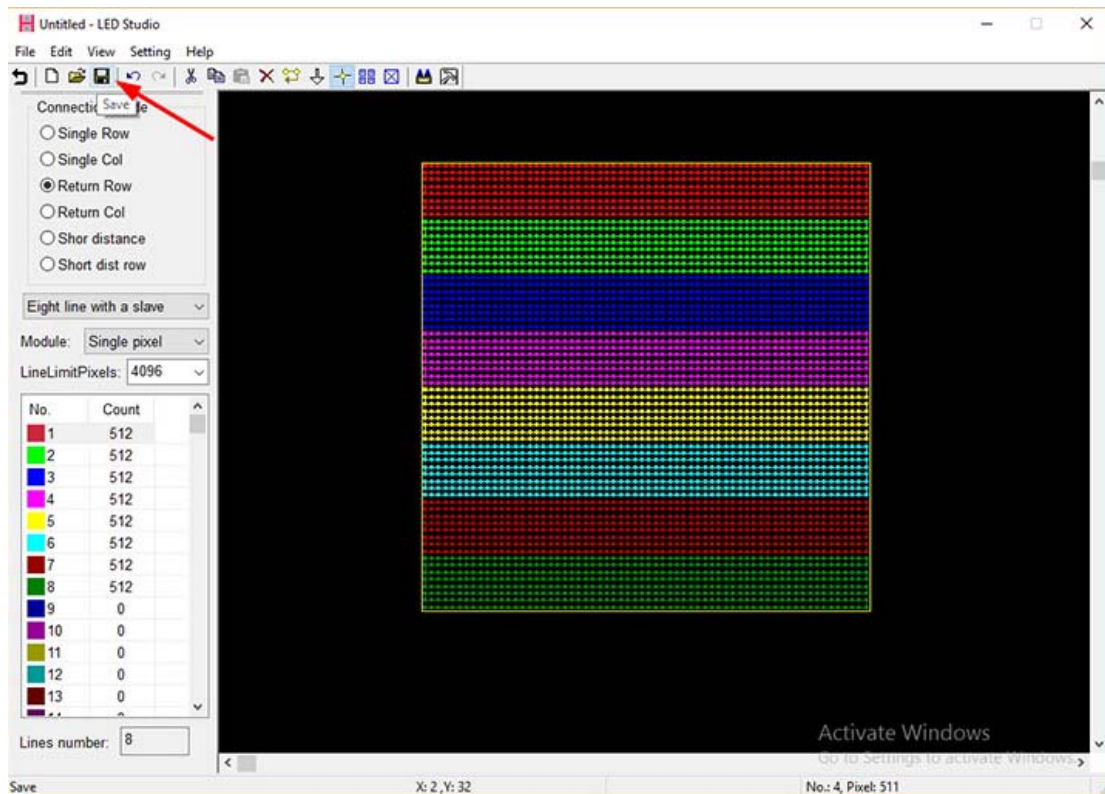 Untitled - LED Studio
File Edit View Setting Help
Save
Single Row
Single Col
Return Row
Return Col
Shor distance
Short dist row
Eight line with a slave
Module: Single pixel
LineLimitPixels: 4096
No. Count
1 512
2 512
3 512
4 512
5 512
6 512
7 512
8 512
9 0
10 0
11 0
12 0
13 0
Lines number: 8
Activate Windows
Go to Settings to activate Windows.
Save X: 2 ,Y: 32 No.: 4, Pixel: 511